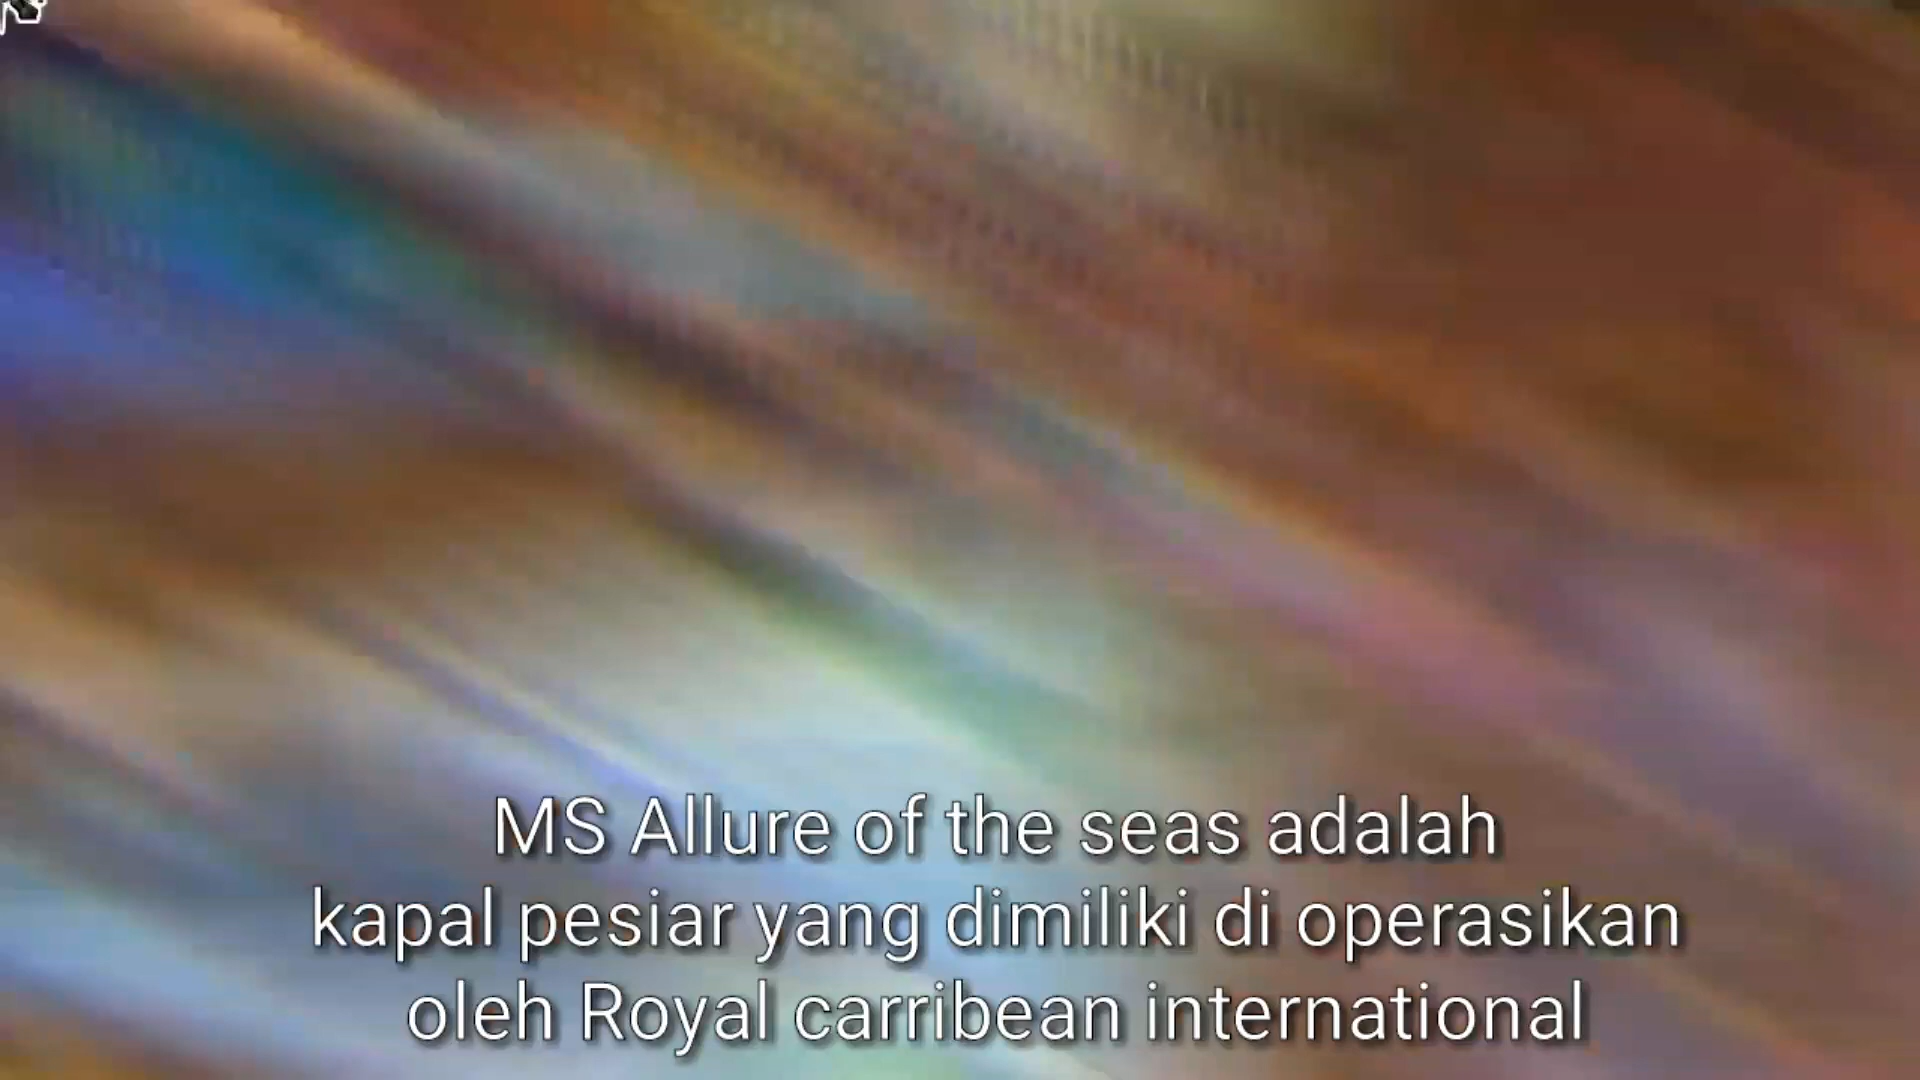 MS Allure of the seas adalah
kapal pesiar yang dimiliki di operasikan
oleh Royal carribean international